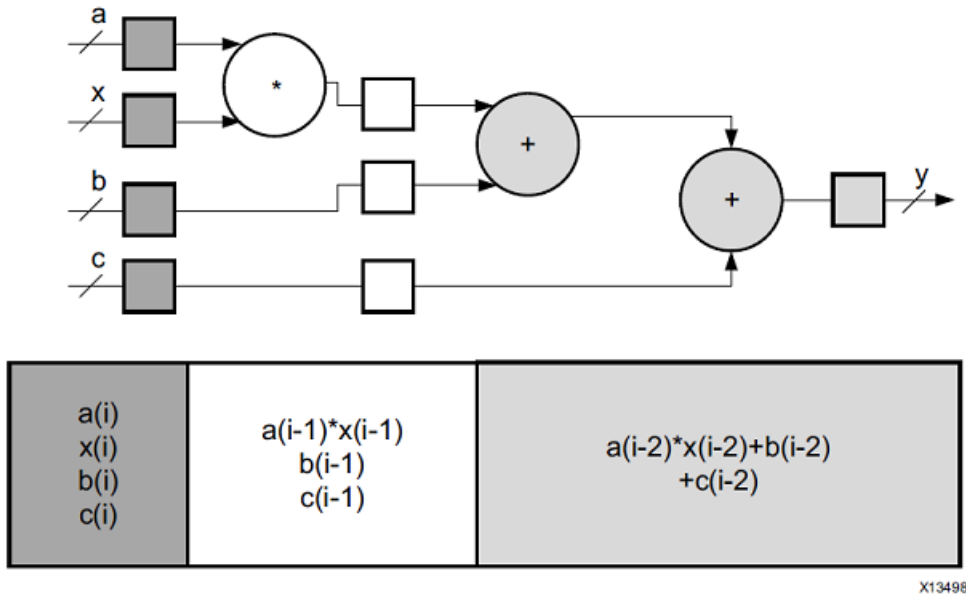 a
*
x
+
b
+
y
c
a(i)
x(i)
b(i)
c(i)
a(i-1)*x(i-1)
b(i-1)
c(i-1)
a(i-2)*x(i-2)+b(i-2)
+c(i-2)
X13498